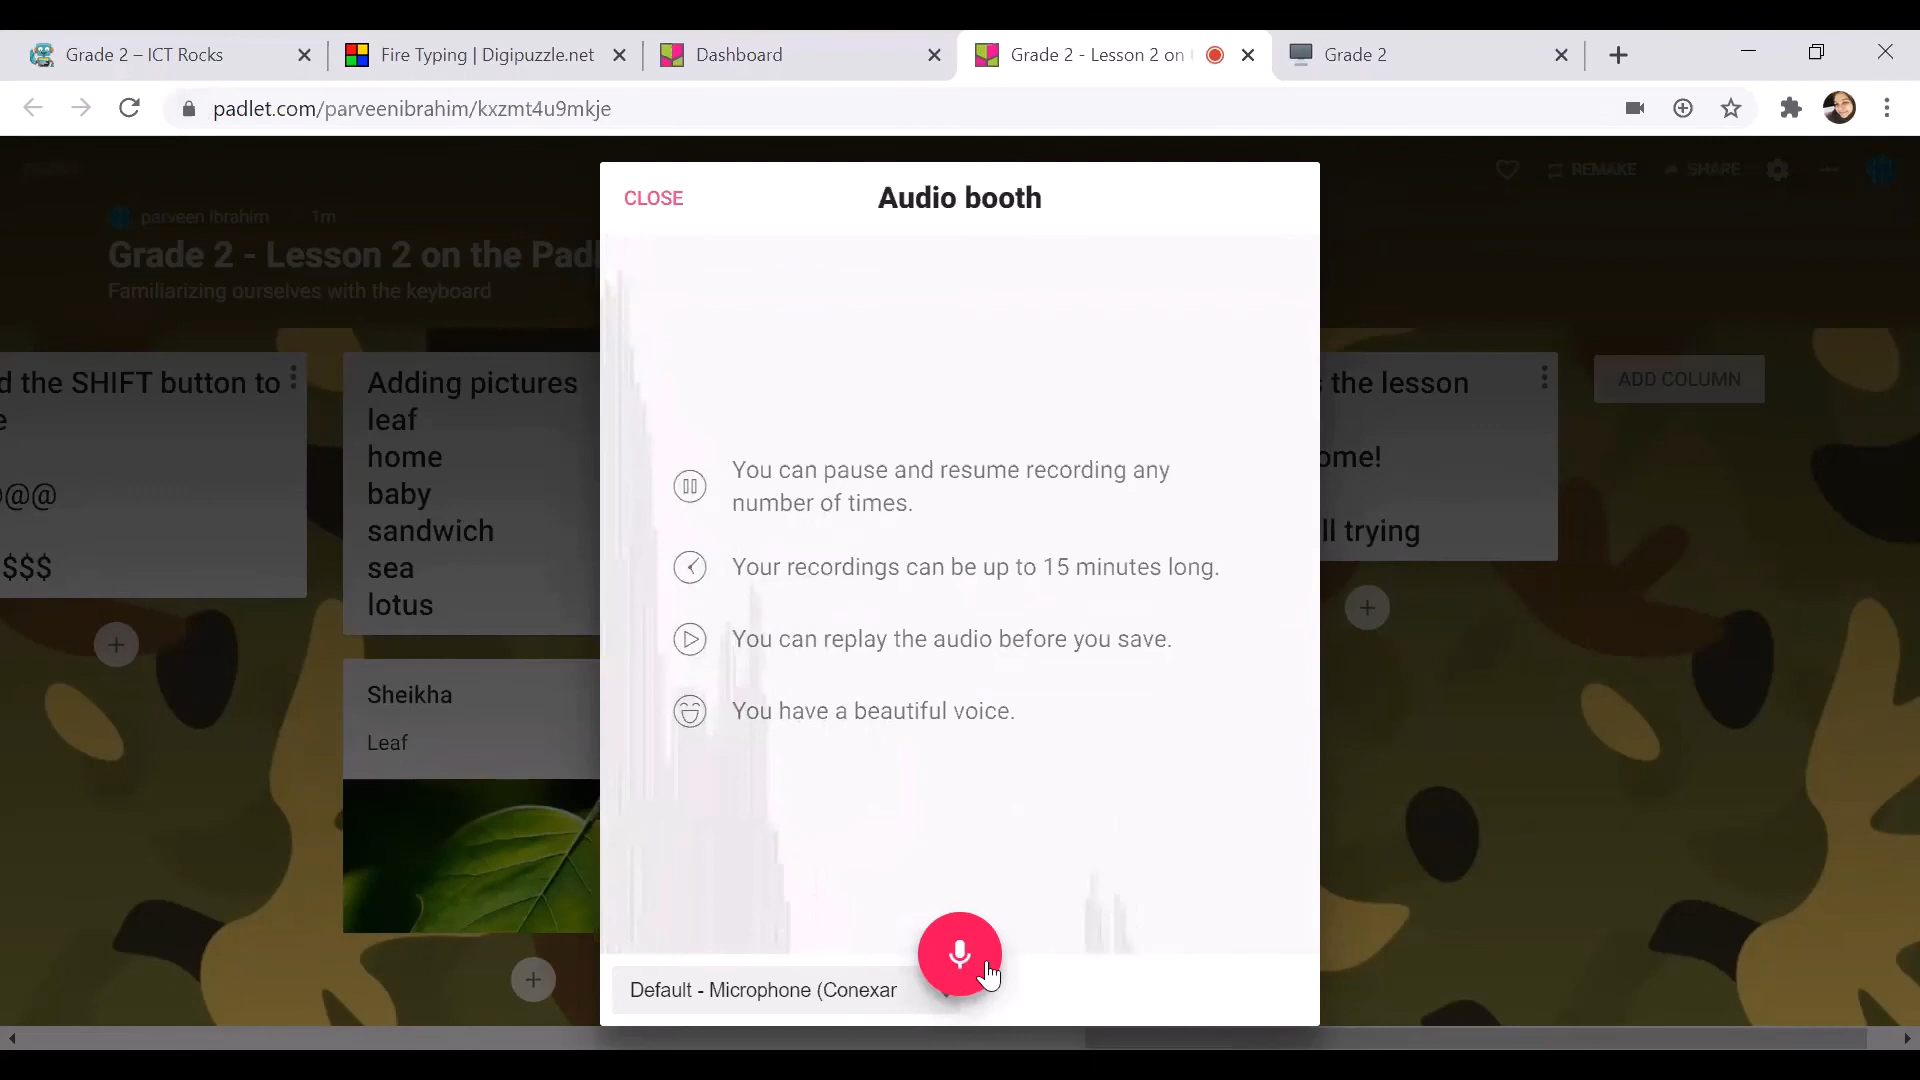 Grade 2 – ICT Rocks
Fire Typing | Digipuzzle.net
Dashboard
Grade 2 - Lesson 2 on
Grade 2
padlet.com/parveenibrahim/kxzmt4u9mkje
REMAKE
SHARE
parveen ibrahim 1m
Grade 2 - Lesson 2 on the Padl
Familiarizing ourselves with the keyboard
CLOSE
Audio booth
You can pause and resume recording any
number of times.
Your recordings can be up to 15 minutes long.
You can replay the audio before you save.
You have a beautiful voice.
Default - Microphone (Conexar
d the SHIFT button to
e
@@
$$$
Adding pictures
leaf
home
baby
sandwich
sea
lotus
Sheikha
Leaf
the lesson
ome!
ll trying
ADD COLUMN